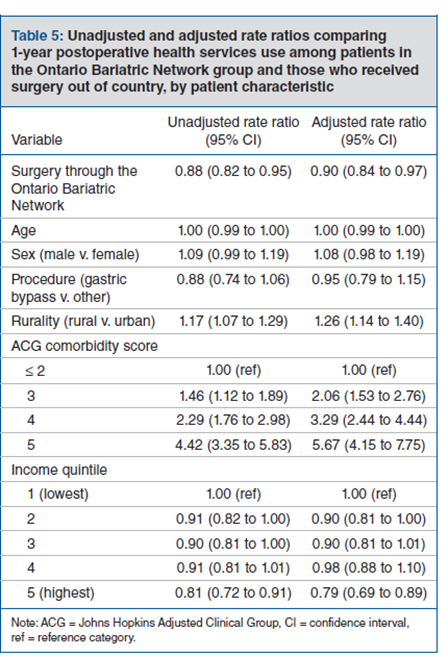 Table 5: Unadjusted and adjusted rate ratios comparing
1-year postoperative health services use among patients in
the Ontario Bariatric Network group and those who received
surgery out of country, by patient characteristic
Variable Unadjusted rate ratio (95% CI) Adjusted rate ratio (95% CI)
Surgery through the Ontario Bariatric Network 0.88 (0.82 to 0.95) 0.90 (0.84 to 0.97)
Age 1.00 (0.99 to 1.00) 1.00 (0.99 to 1.00)
Sex (male v. female) 1.09 (0.99 to 1.19) 1.08 (0.98 to 1.19)
Procedure (gastric bypass v. other) 0.88 (0.74 to 1.06) 0.95 (0.79 to 1.15)
Rurality (rural v. urban) 1.17 (1.07 to 1.29) 1.26 (1.14 to 1.40)
ACG comorbidity score
≤ 2 1.00 (ref) 1.00 (ref)
3 1.46 (1.12 to 1.89) 2.06 (1.53 to 2.76)
4 2.29 (1.76 to 2.98) 3.29 (2.44 to 4.44)
5 4.42 (3.35 to 5.83) 5.67 (4.15 to 7.75)
Income quintile
1 (lowest) 1.00 (ref) 1.00 (ref)
2 0.91 (0.82 to 1.00) 0.90 (0.81 to 1.00)
3 0.90 (0.81 to 1.00) 0.90 (0.81 to 1.01)
4 0.91 (0.81 to 1.01) 0.98 (0.88 to 1.10)
5 (highest) 0.81 (0.72 to 0.91) 0.79 (0.69 to 0.89)
Note: ACG = Johns Hopkins Adjusted Clinical Group, CI = confidence interval,
ref = reference category.